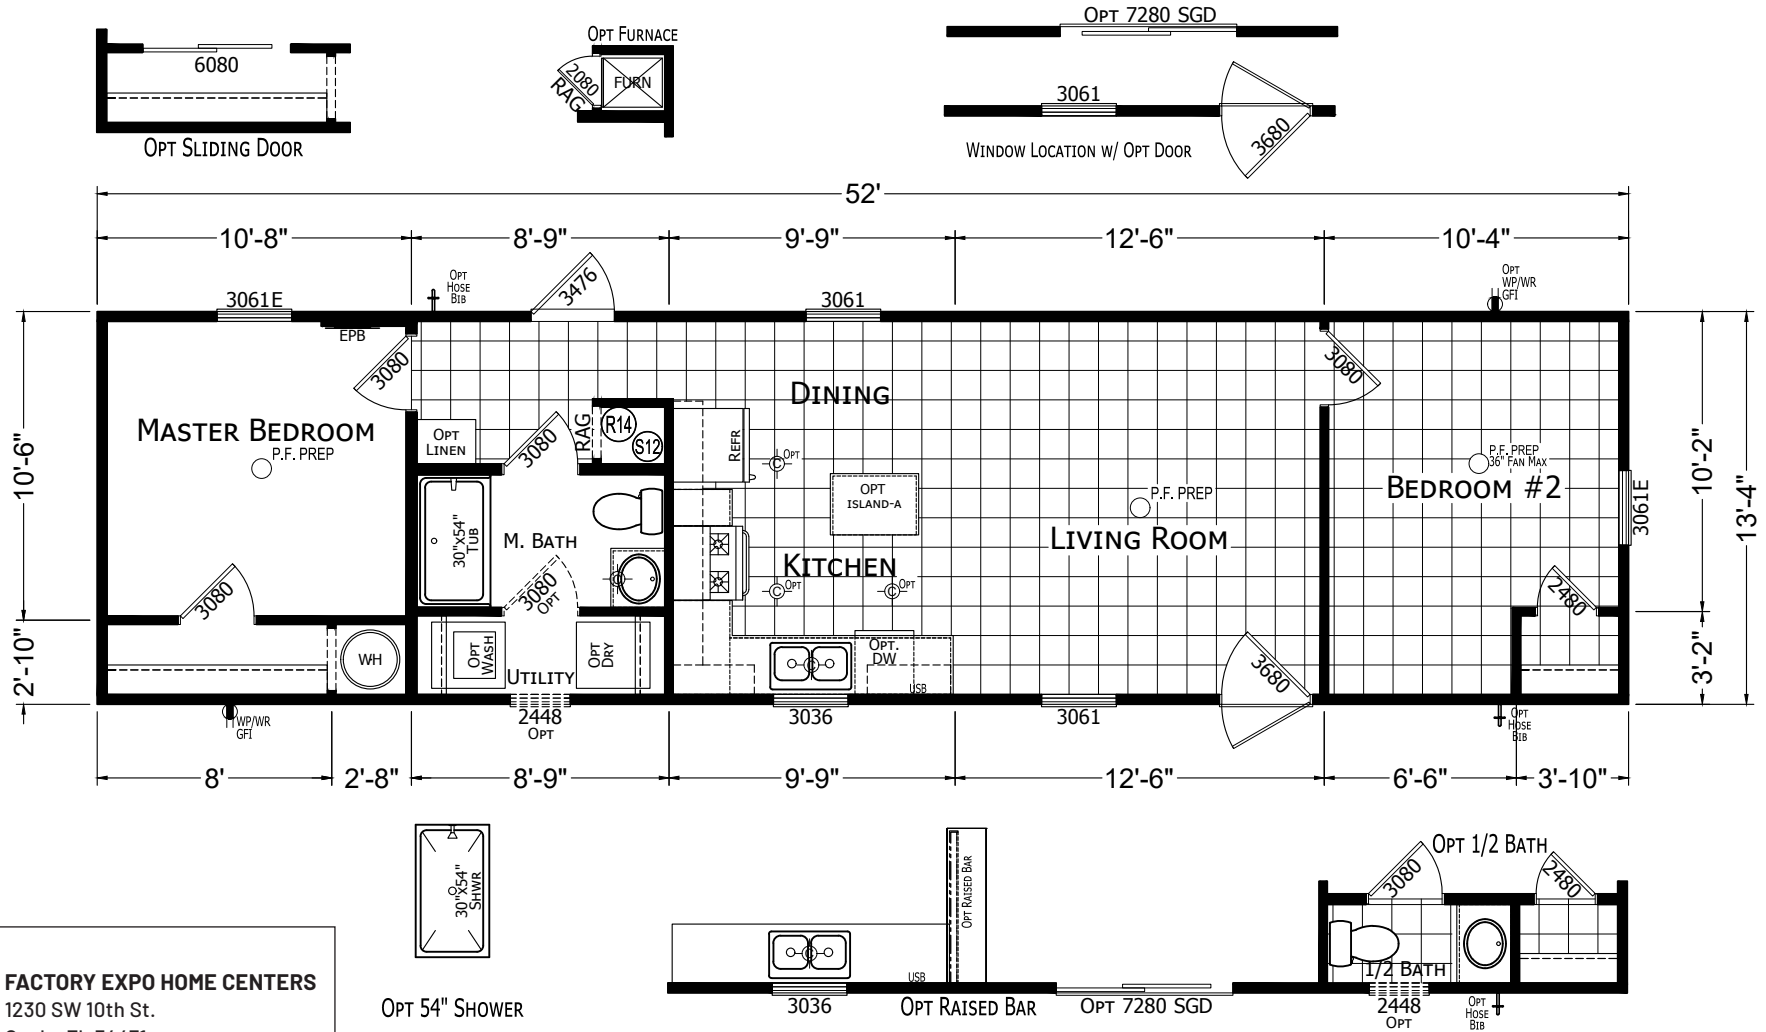 OPT FURNACE
OPT 7280 SGD
6080
2080
FURN
RAG
3061
3680
OPT SLIDING DOOR
WINDOW LOCATION W/ OPT DOOR
52'
10'-8"
8'-9"
9'-9"
12'-6"
10'-4"
OPT
HOSE
BIB
3476
OPT
WP/WR
GFI
3061E
3061
EPB
3080
3080
DINING
MASTER BEDROOM
P.F. PREP
OPT
LINEN
3080
RAG
R14
S12
REFR
C OPT
P.F. PREP
36" FAN MAX
BEDROOM #2
10'-6"
10'-2"
13'-4"
3061E
OPT
ISLAND-A
P.F. PREP
30"X54"
TUB
M. BATH
LIVING ROOM
KITCHEN
C OPT
C OPT
3080
3080
OPT
2480
2'-10"
3'-2"
WH
OPT
WASH
UTILITY
OPT
DRY
C
OPT.
DW
USB
3680
WP/WR
GFI
2448
OPT
3036
3061
OPT
HOSE
BIB
8'
2'-8"
8'-9"
9'-9"
12'-6"
6'-6"
3'-10"
OPT 1/2 BATH
3080
2480
30"X54"
SHWR
OPT RAISED BAR
C
USB
1/2 BATH
FACTORY EXPO HOME CENTERS
1230 SW 10th St.
OPT 54" SHOWER
3036
OPT RAISED BAR
OPT 7280 SGD
2448
OPT
OPT
HOSE
BIB